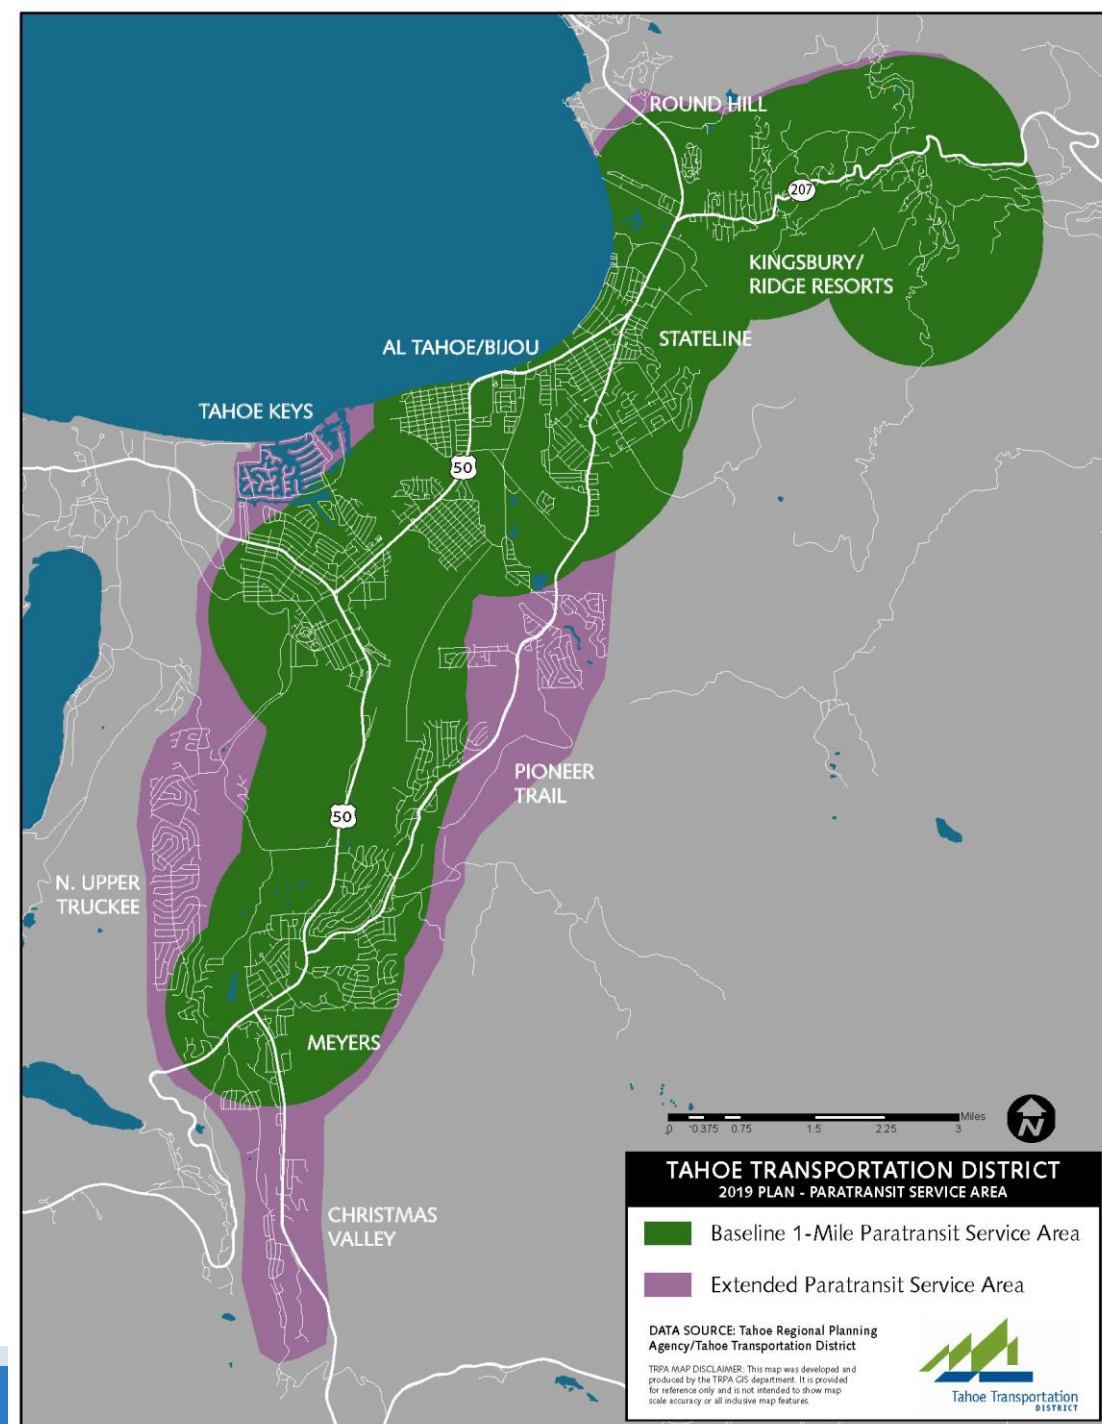 ROUND HILL
207
KINGSBURY/
RIDGE RESORTS
STATELINE
AL TAHOE/BIJOU
TAHOE KEYS
50
PIONEER
TRAIL
50
N. UPPER
TRUCKEE
MEYERS
CHRISTMAS
VALLEY
0 0.375 0.75 1.5 2.25 3 Miles
N
TAHOE TRANSPORTATION DISTRICT
2019 PLAN - PARATRANSIT SERVICE AREA
Baseline 1-Mile Paratransit Service Area
Extended Paratransit Service Area
DATA SOURCE: Tahoe Regional Planning
Agency/Tahoe Transportation District
TRPA MAP DISCLAIMER: This map was developed and
produced by the TRPA GIS department. It is provided
for reference only and is not intended to show map
scale accuracy or all inclusive map features.
Tahoe Transportation
DISTRICT